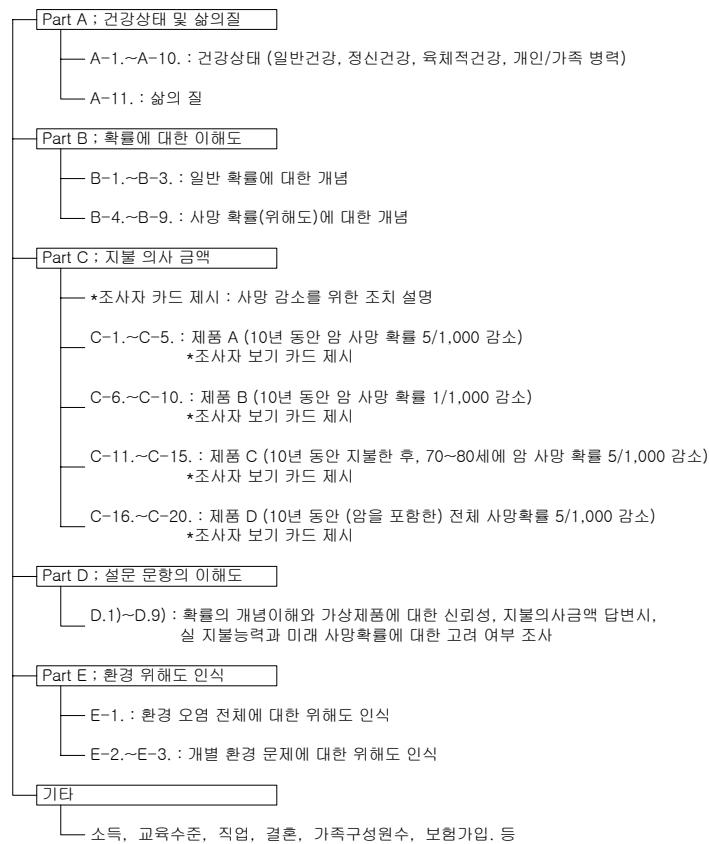 Part A ; 건강상태 및 삶의질
A-1.~A-10. : 건강상태 (일반건강, 정신건강, 육체적건강, 개인/가족 병력)
A-11. : 삶의 질
Part B ; 확률에 대한 이해도
B-1.~B-3. : 일반 확률에 대한 개념
B-4.~B-9. : 사망 확률(위해도)에 대한 개념
Part C ; 지불 의사 금액
*조사자 카드 제시 : 사망 감소를 위한 조치 설명
C-1.~C-5. : 제품 A (10년 동안 암 사망 확률 5/1,000 감소)
*조사자 보기 카드 제시
C-6.~C-10. : 제품 B (10년 동안 암 사망 확률 1/1,000 감소)
*조사자 보기 카드 제시
C-11.~C-15. : 제품 C (10년 동안 지불한 후, 70~80세에 암 사망 확률 5/1,000 감소)
*조사자 보기 카드 제시
C-16.~C-20. : 제품 D (10년 동안 (암을 포함한) 전체 사망확률 5/1,000 감소)
*조사자 보기 카드 제시
Part D ; 설문 문항의 이해도
D.1)~D.9) : 확률의 개념이해와 가상제품에 대한 신뢰성, 지불의사금액 답변시,
실 지불능력과 미래 사망확률에 대한 고려 여부 조사
Part E ; 환경 위해도 인식
E-1. : 환경 오염 전체에 대한 위해도 인식
E-2.~E-3. : 개별 환경 문제에 대한 위해도 인식
기타
소득, 교육수준, 직업, 결혼, 가족구성원수, 보험가입. 등